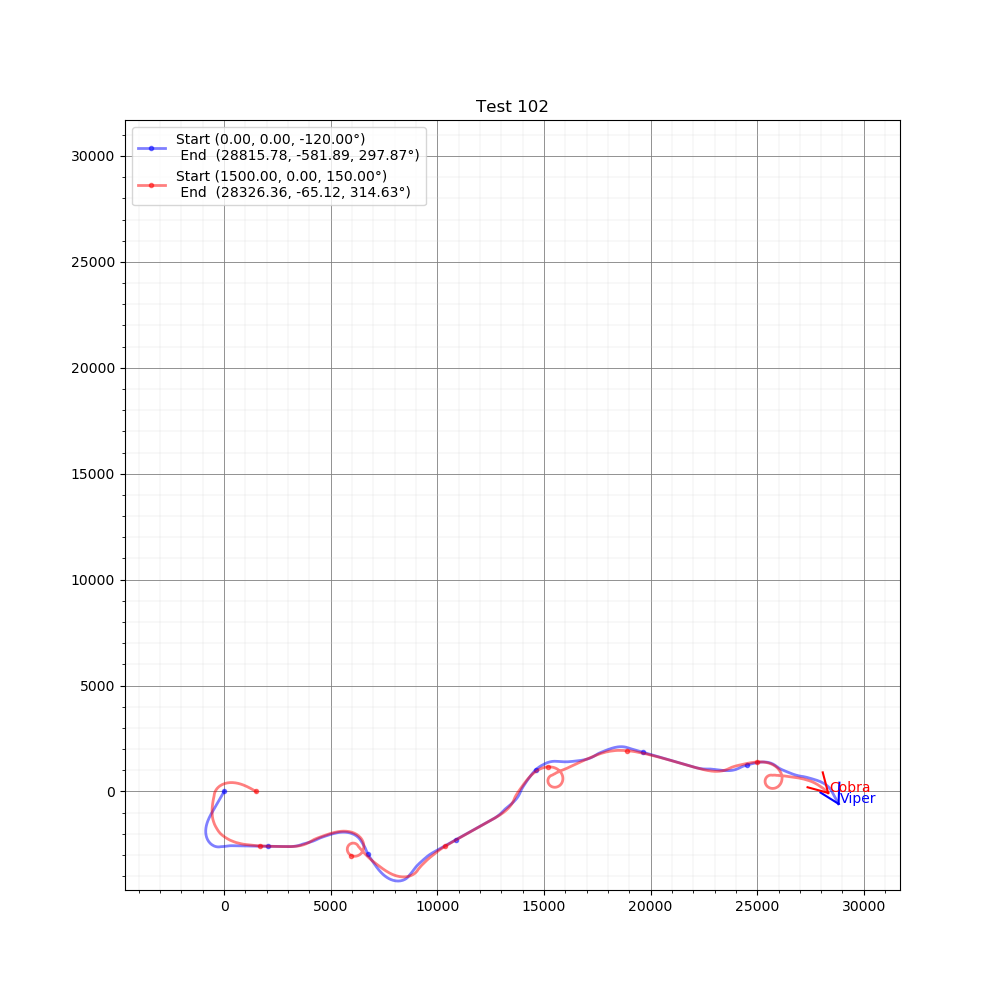 Test 102
Start (0.00, 0.00, -120.00°)
End (28815.78, -581.89, 297.87°)
Start (1500.00, 0.00, 150.00°)
End (28326.36, -65.12, 314.63°)
30000
25000
20000
15000
10000
5000
0
Cobra
Viper
0 5000 10000 15000 20000 25000 30000